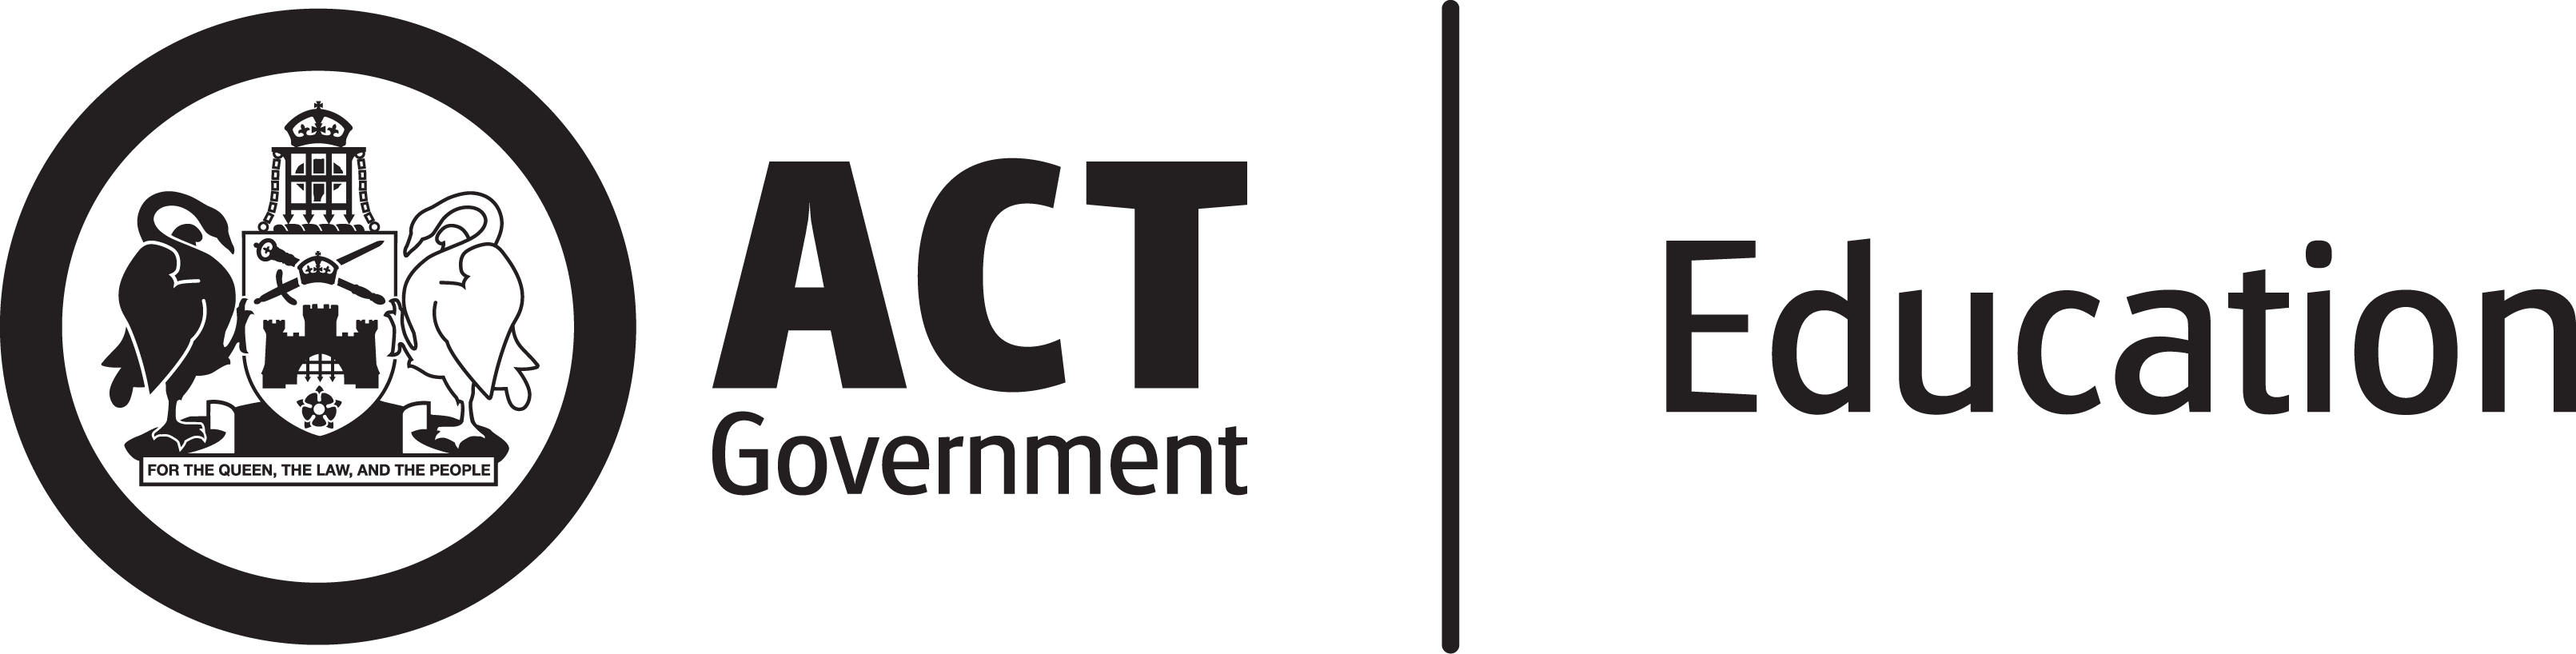 FOR THE QUEEN, THE LAW, AND THE PEOPLE
ACT
Government
Education